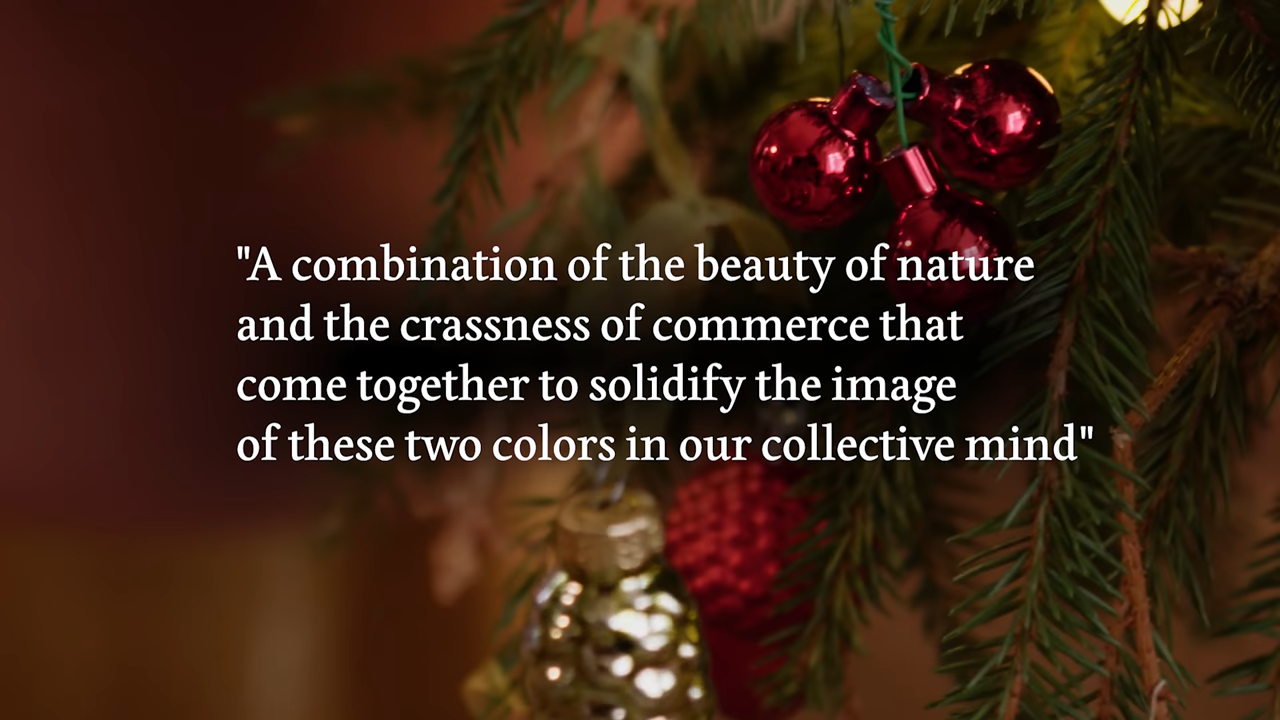 "A combination of the beauty of nature
and the crassness of commerce that
come together to solidify the image
of these two colors in our collective mind"